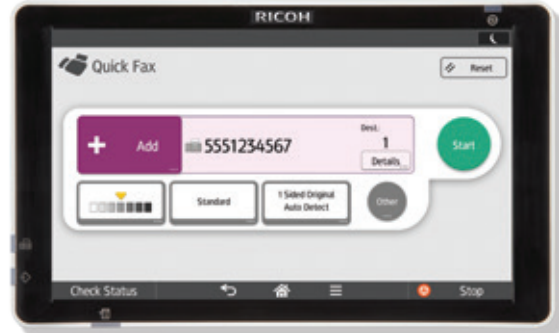 RICOH
Quick Fax
Reset
Add
5551234567
Dest.
1
Details
Start
Standard
1 Sided Original
Auto Detect
Other
Check Status
Stop